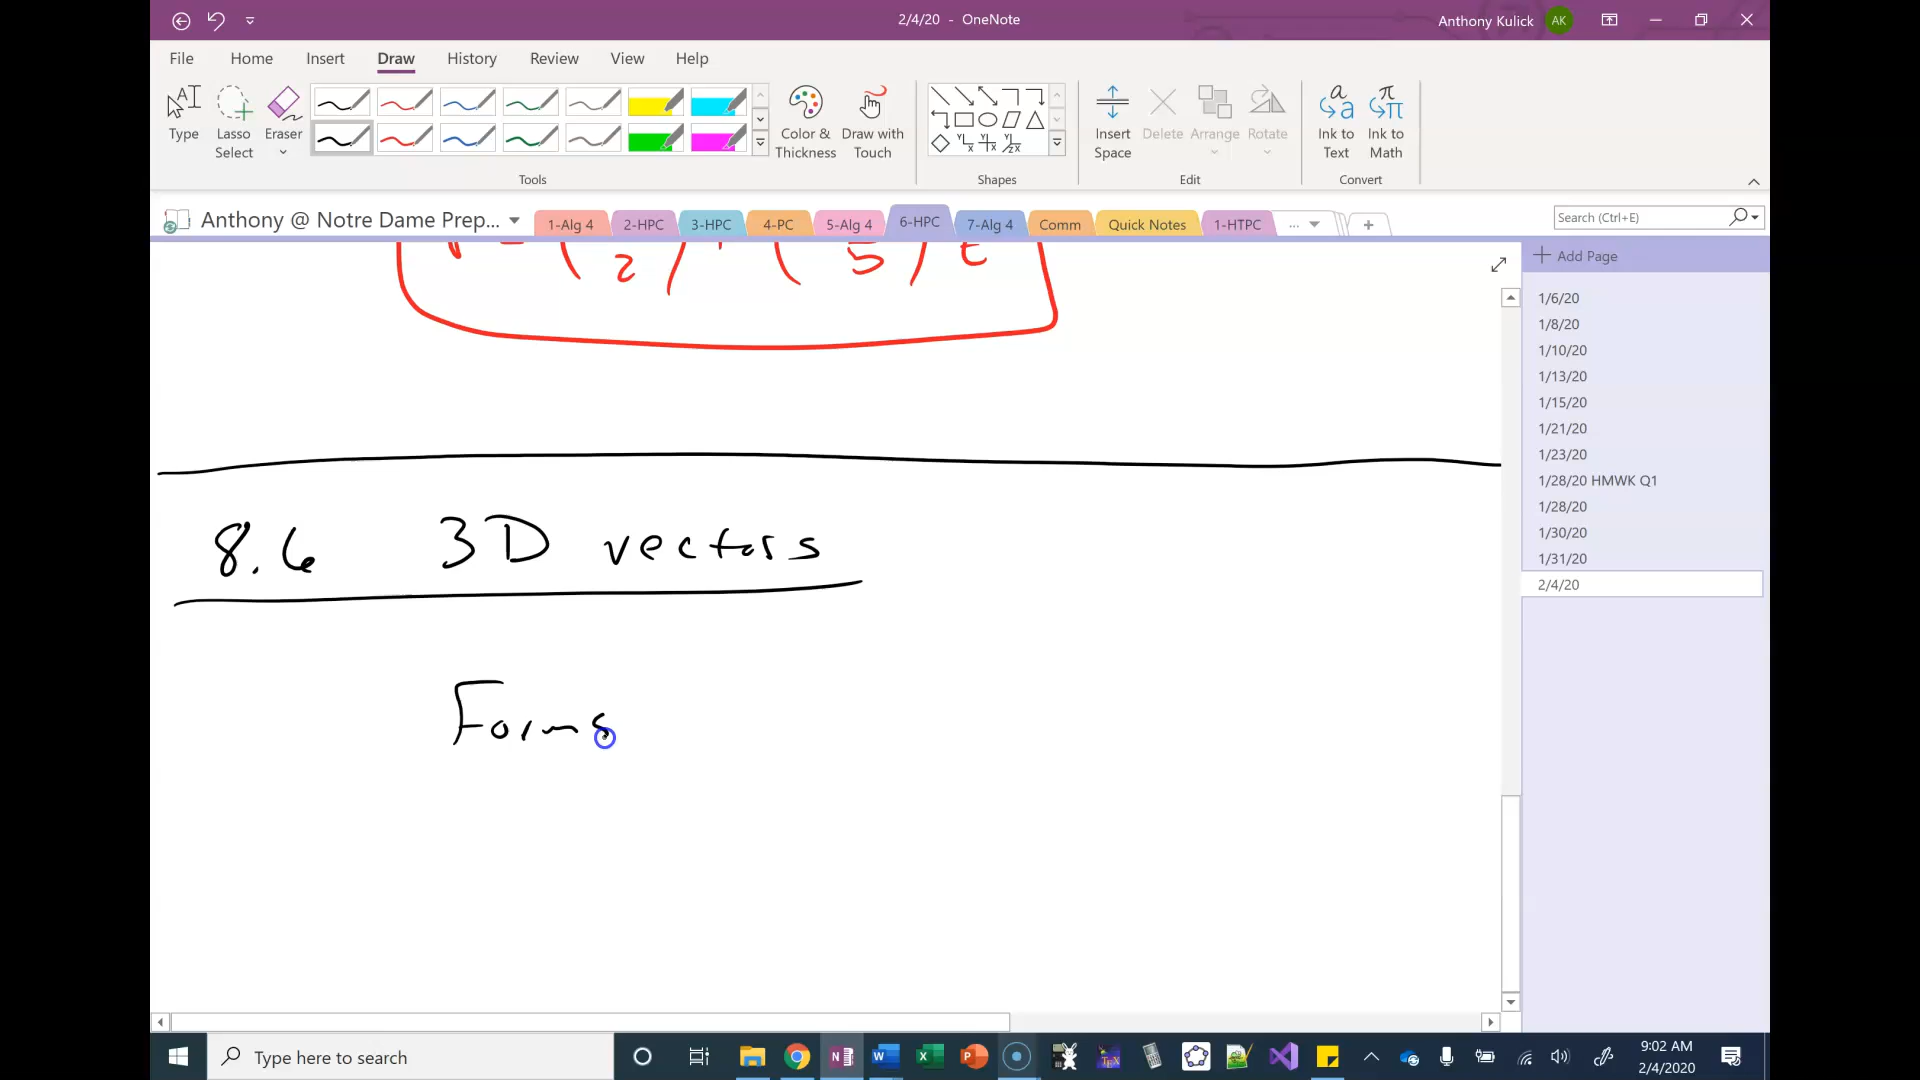 2/4/20 - OneNote
Anthony Kulick AK
File Home Insert Draw History Review View Help
Type
Lasso Select
Eraser
Color & Thickness
Draw with Touch
Insert Space
Delete Arrange Rotate
Ink to Text
Ink to Math
Tools Shapes Edit Convert
Anthony @ Notre Dame Prep... 1-Alg 4 2-HPC 3-HPC 4-PC 5-Alg 4 6-HPC 7-Alg 4 Comm Quick Notes 1-HTPC ... +
Search (Ctrl+E)
Add Page
1/6/20
1/8/20
1/10/20
1/13/20
1/15/20
1/21/20
1/23/20
1/28/20 HMWK Q1
1/28/20
1/30/20
1/31/20
2/4/20
8.6 3D vectors
Forms
Type here to search
9:02 AM
2/4/2020